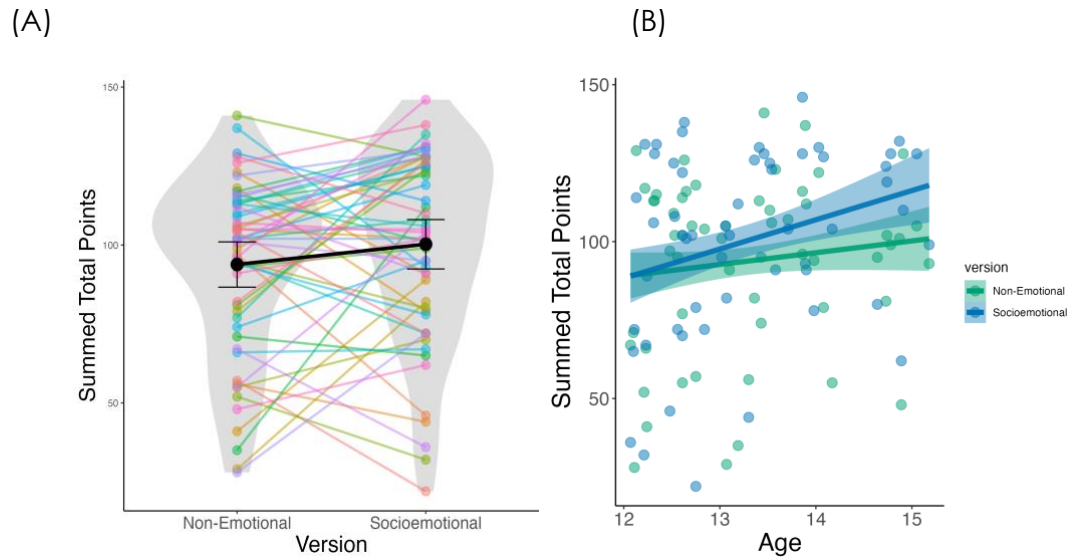 (A)
(B)
Summed Total Points
150
100
50
Non-Emotional
Socioemotional
Version
Summed Total Points
150
100
50
12
13
14
15
Age
version
Non-Emotional
Socioemotional